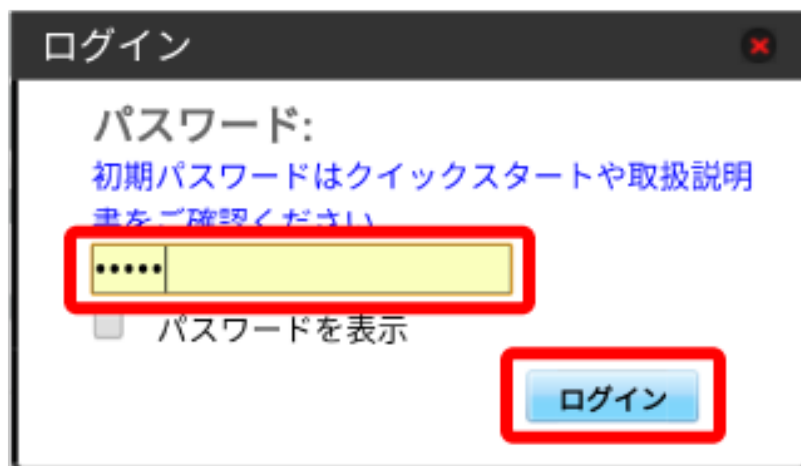 ログイン
パスワード:
初期パスワードはクイックスタートや取扱説明
書をご確認ください
•••••
パスワードを表示
ログイン